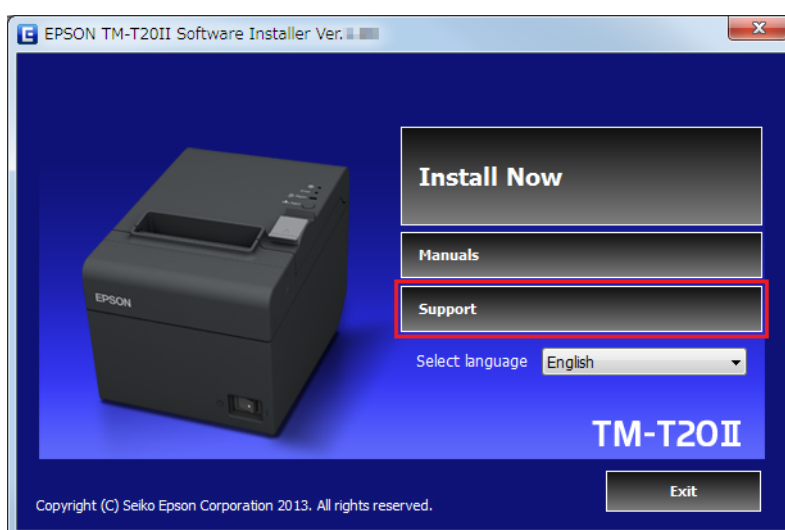 EPSON TM-T20II Software Installer Ver.
Install Now
Manuals
EPSON
Support
Select language English
TM-T20II
Exit
Copyright (C) Seiko Epson Corporation 2013. All rights reserved.